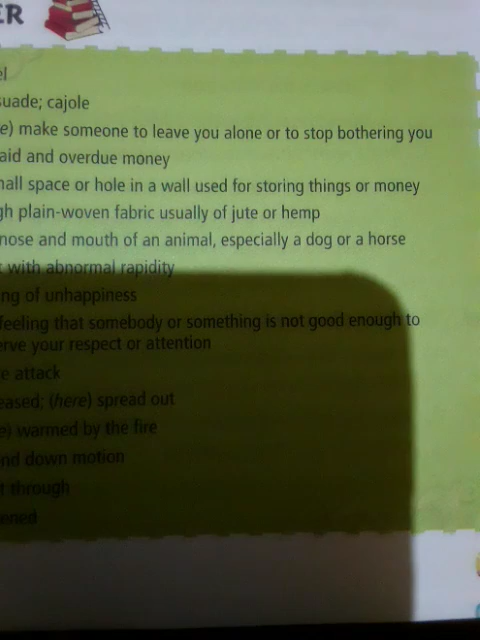 ER
el
suade; cajole
e) make someone to leave you alone or to stop bothering you
aid and overdue money
mall space or hole in a wall used for storing things or money
gh plain-woven fabric usually of jute or hemp
nose and mouth of an animal, especially a dog or a horse
t with abnormal rapidity
ng of unhappiness
feeling that somebody or something is not good enough to
erve your respect or attention
e attack
eased; (here) spread out
e) warmed by the fire
nd down motion
t through
ened